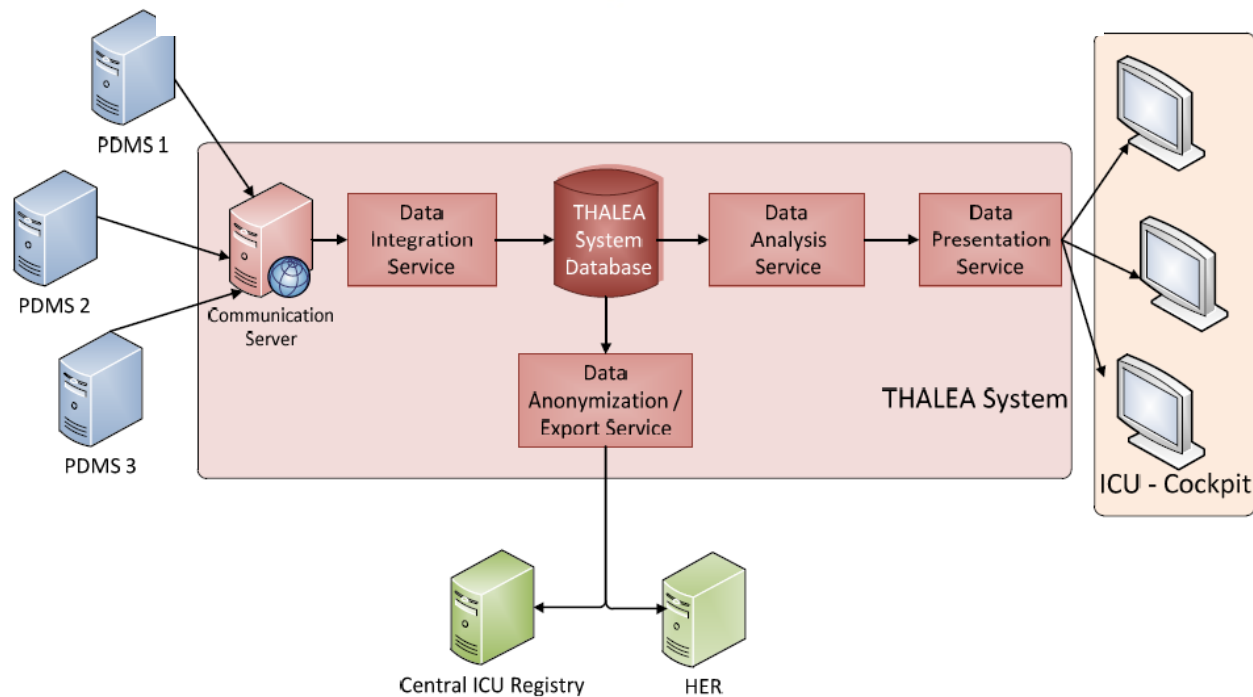 PDMS 1
PDMS 2
PDMS 3
Communication
Server
Data
Integration
Service
THALEA
System
Database
Data
Analysis
Service
Data
Presentation
Service
Data
Anonymization /
Export Service
THALEA System
ICU - Cockpit
Central ICU Registry
HER